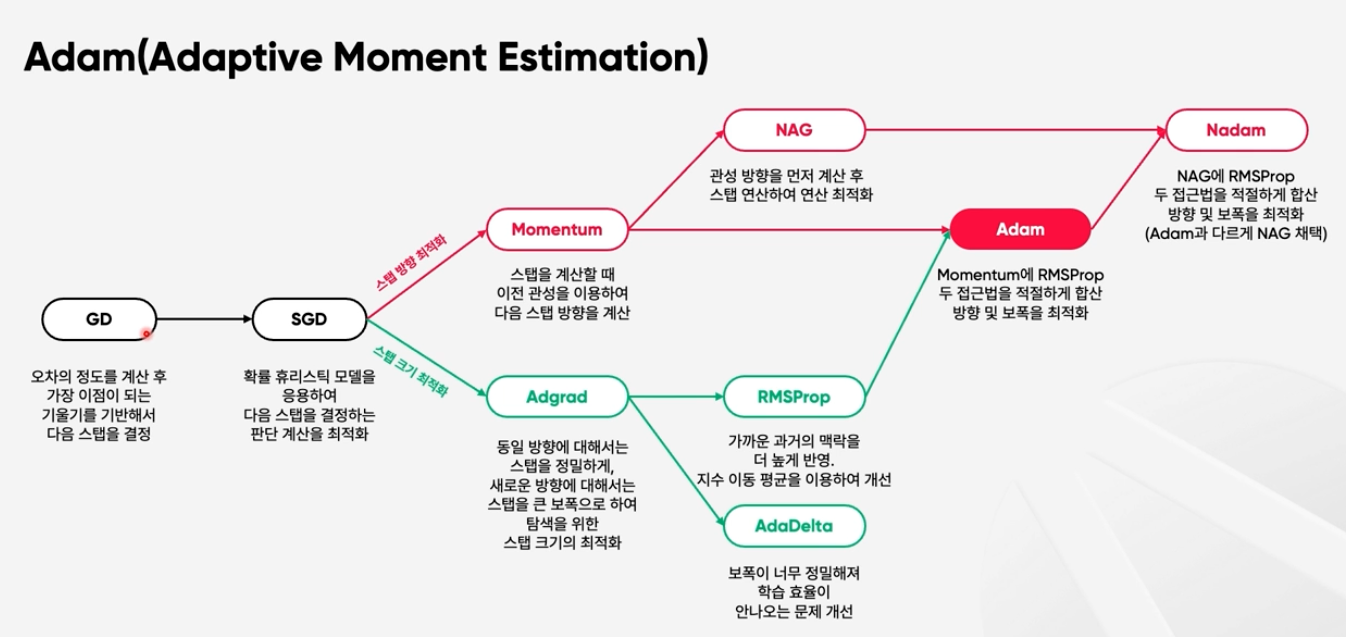 Adam(Adaptive Moment Estimation)
NAG
관성 방향을 먼저 계산 후
스탭 연산하여 연산 최적화
Nadam
NAG에 RMSProp
두 접근법을 적절하게 합산
방향 및 보폭을 최적화
(Adam과 다르게 NAG 채택)
스탭 방향 최적화
Momentum
스탭을 계산할 때
이전 관성을 이용하여
다음 스탭 방향을 계산
Adam
Momentum에 RMSProp
두 접근법을 적절하게 합산
방향 및 보폭을 최적화
GD
오차의 정도를 계산 후
가장 이점이 되는
기울기를 기반해서
다음 스탭을 결정
SGD
확률 휴리스틱 모델을
응용하여
다음 스탭을 결정하는
판단 계산을 최적화
스탭 크기 최적화
Adgrad
동일 방향에 대해서는
스탭을 정밀하게,
새로운 방향에 대해서는
스탭을 큰 보폭으로 하여
탐색을 위한
스탭 크기의 최적화
RMSProp
가까운 과거의 맥락을
더 높게 반영.
지수 이동 평균을 이용하여 개선
AdaDelta
보폭이 너무 정밀해져
학습 효율이
안나오는 문제 개선